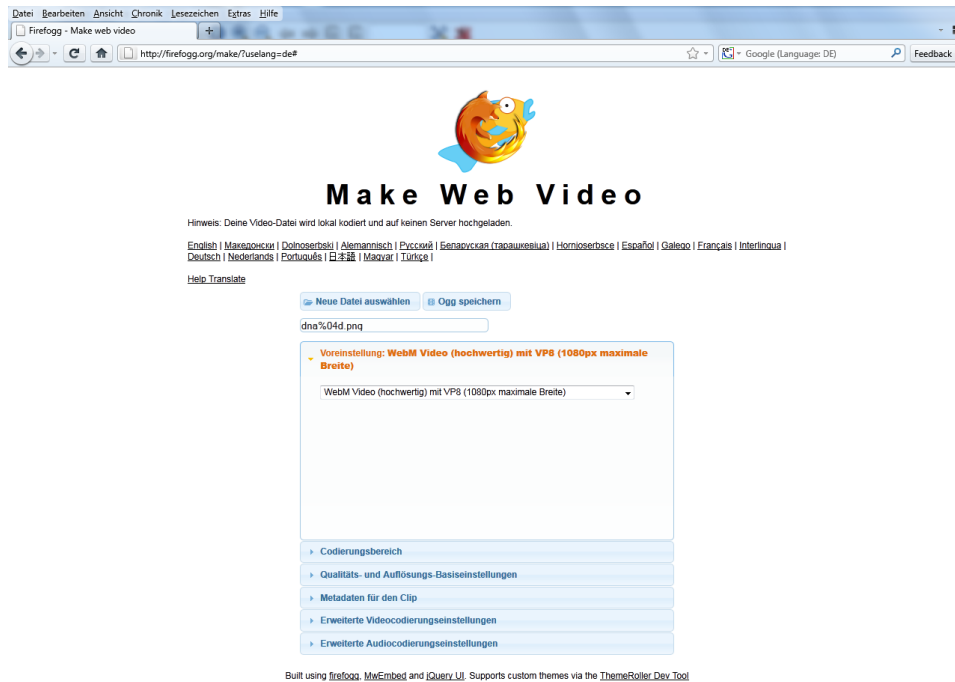 Datei Bearbeiten Ansicht Chronik Lesezeichen Extras Hilfe
Firefogg - Make web video
http://firefogg.org/make/?uselang=de#
Google (Language: DE)
Feedback
Make Web Video
Hinweis: Deine Video-Datei wird lokal kodiert und auf keinen Server hochgeladen.
English | Македонски | Dolnoserbski | Alemannisch | Русский | Беларуская (тарашкевіца) | Hornjoserbsce | Español | Galego | Français | Interlingua |
Deutsch | Nederlands | Português | 日本語 | Magyar | Türkçe |
Help Translate
Neue Datei auswählen Ogg speichern
dna%04d.png
Voreinstellung: WebM Video (hochwertig) mit VP8 (1080px maximale
Breite)
WebM Video (hochwertig) mit VP8 (1080px maximale Breite)
Codierungsbereich
Qualitäts- und Auflösungs-Basiseinstellungen
Metadaten für den Clip
Erweiterte Videocodierungseinstellungen
Erweiterte Audiocodierungseinstellungen
Built using firefogg, MwEmbed and jQuery UI. Supports custom themes via the ThemeRoller Dev Tool